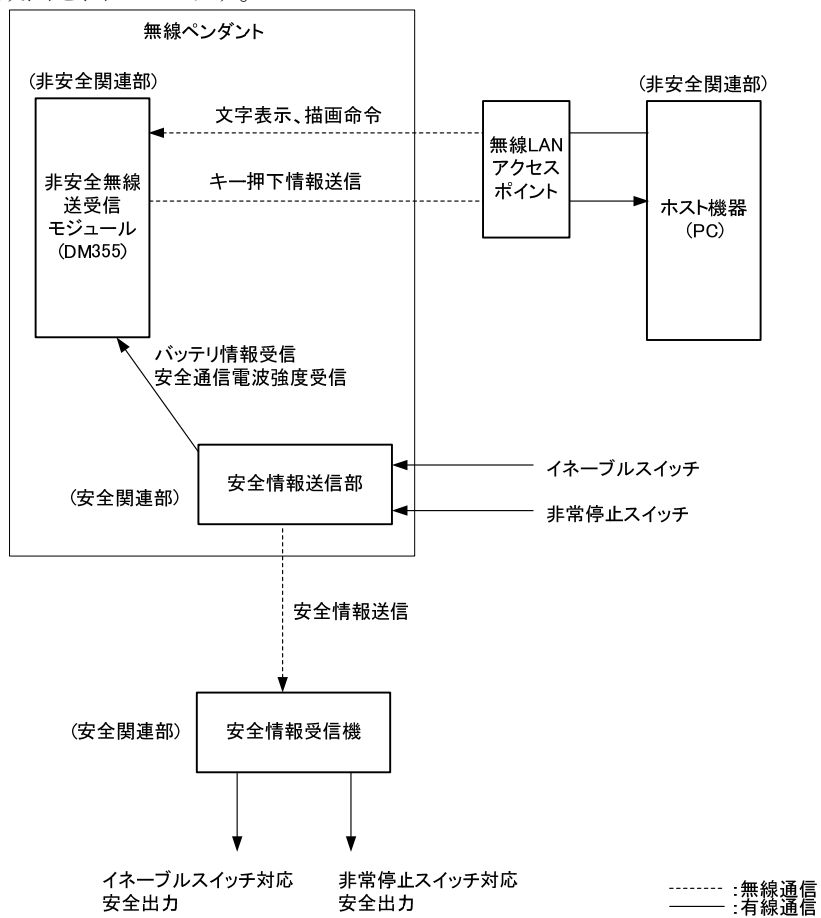 無線ペンダント
(非安全関連部)
(非安全関連部)
文字表示、描画命令
無線LAN
アクセス
ポイント
非安全無線
送受信
モジュール
(DM355)
キー押下情報送信
ホスト機器
(PC)
バッテリ情報受信
安全通信電波強度受信
イネーブルスイッチ
(安全関連部)
安全情報送信部
非常停止スイッチ
安全情報送信
(安全関連部)
安全情報受信機
イネーブルスイッチ対応
安全出力
非常停止スイッチ対応
安全出力
:無線通信
:有線通信